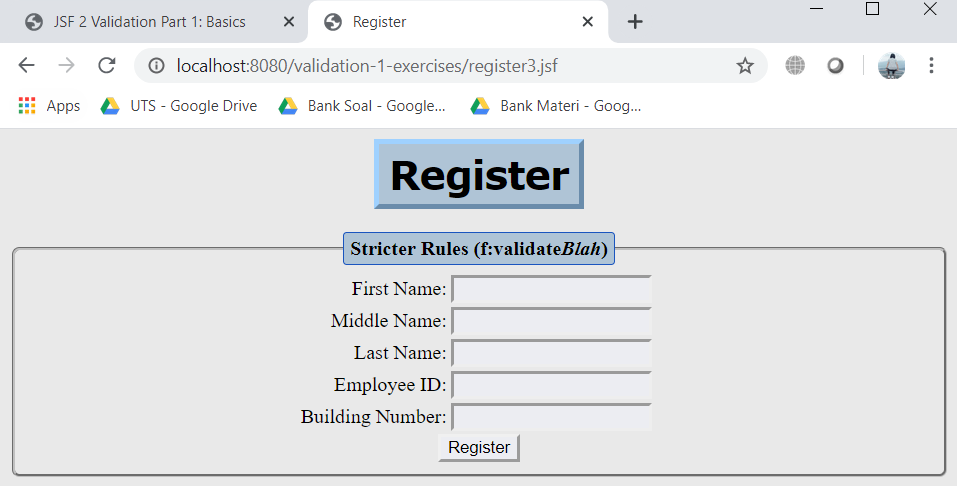 JSF 2 Validation Part 1: Basics
Register
localhost:8080/validation-1-exercises/register3.jsf
Apps UTS - Google Drive Bank Soal - Google... Bank Materi - Goog...
Register
Stricter Rules (f:validateBlah)
First Name:
Middle Name:
Last Name:
Employee ID:
Building Number:
Register